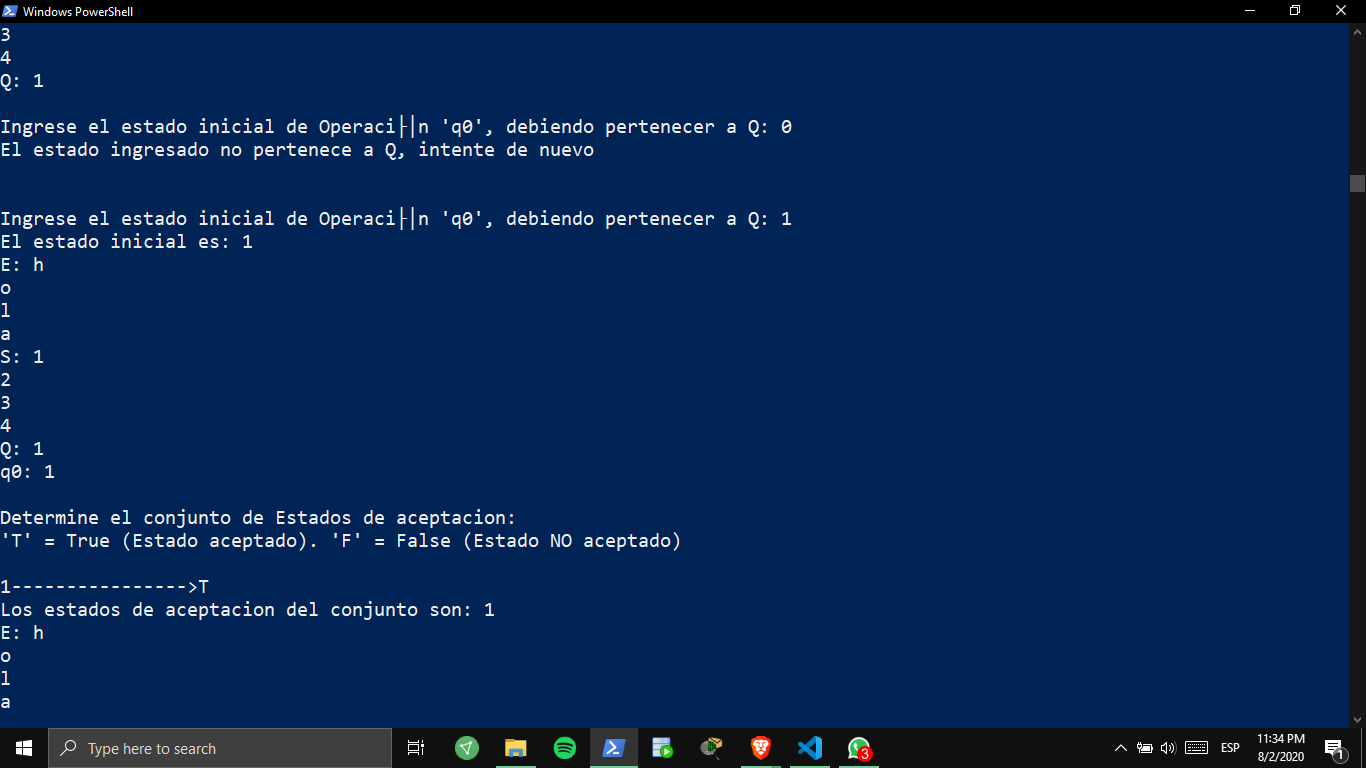 Windows PowerShell
3
4
Q: 1
Ingrese el estado inicial de Operaci├│n 'q0', debiendo pertenecer a Q: 0
El estado ingresado no pertenece a Q, intente de nuevo
Ingrese el estado inicial de Operaci├│n 'q0', debiendo pertenecer a Q: 1
El estado inicial es: 1
E: h
o
l
a
S: 1
2
3
4
Q: 1
q0: 1
Determine el conjunto de Estados de aceptacion:
'T' = True (Estado aceptado). 'F' = False (Estado NO aceptado)
1---------------->T
Los estados de aceptacion del conjunto son: 1
E: h
o
l
a
Type here to search
3
ESP
11:34 PM
8/2/2020
1